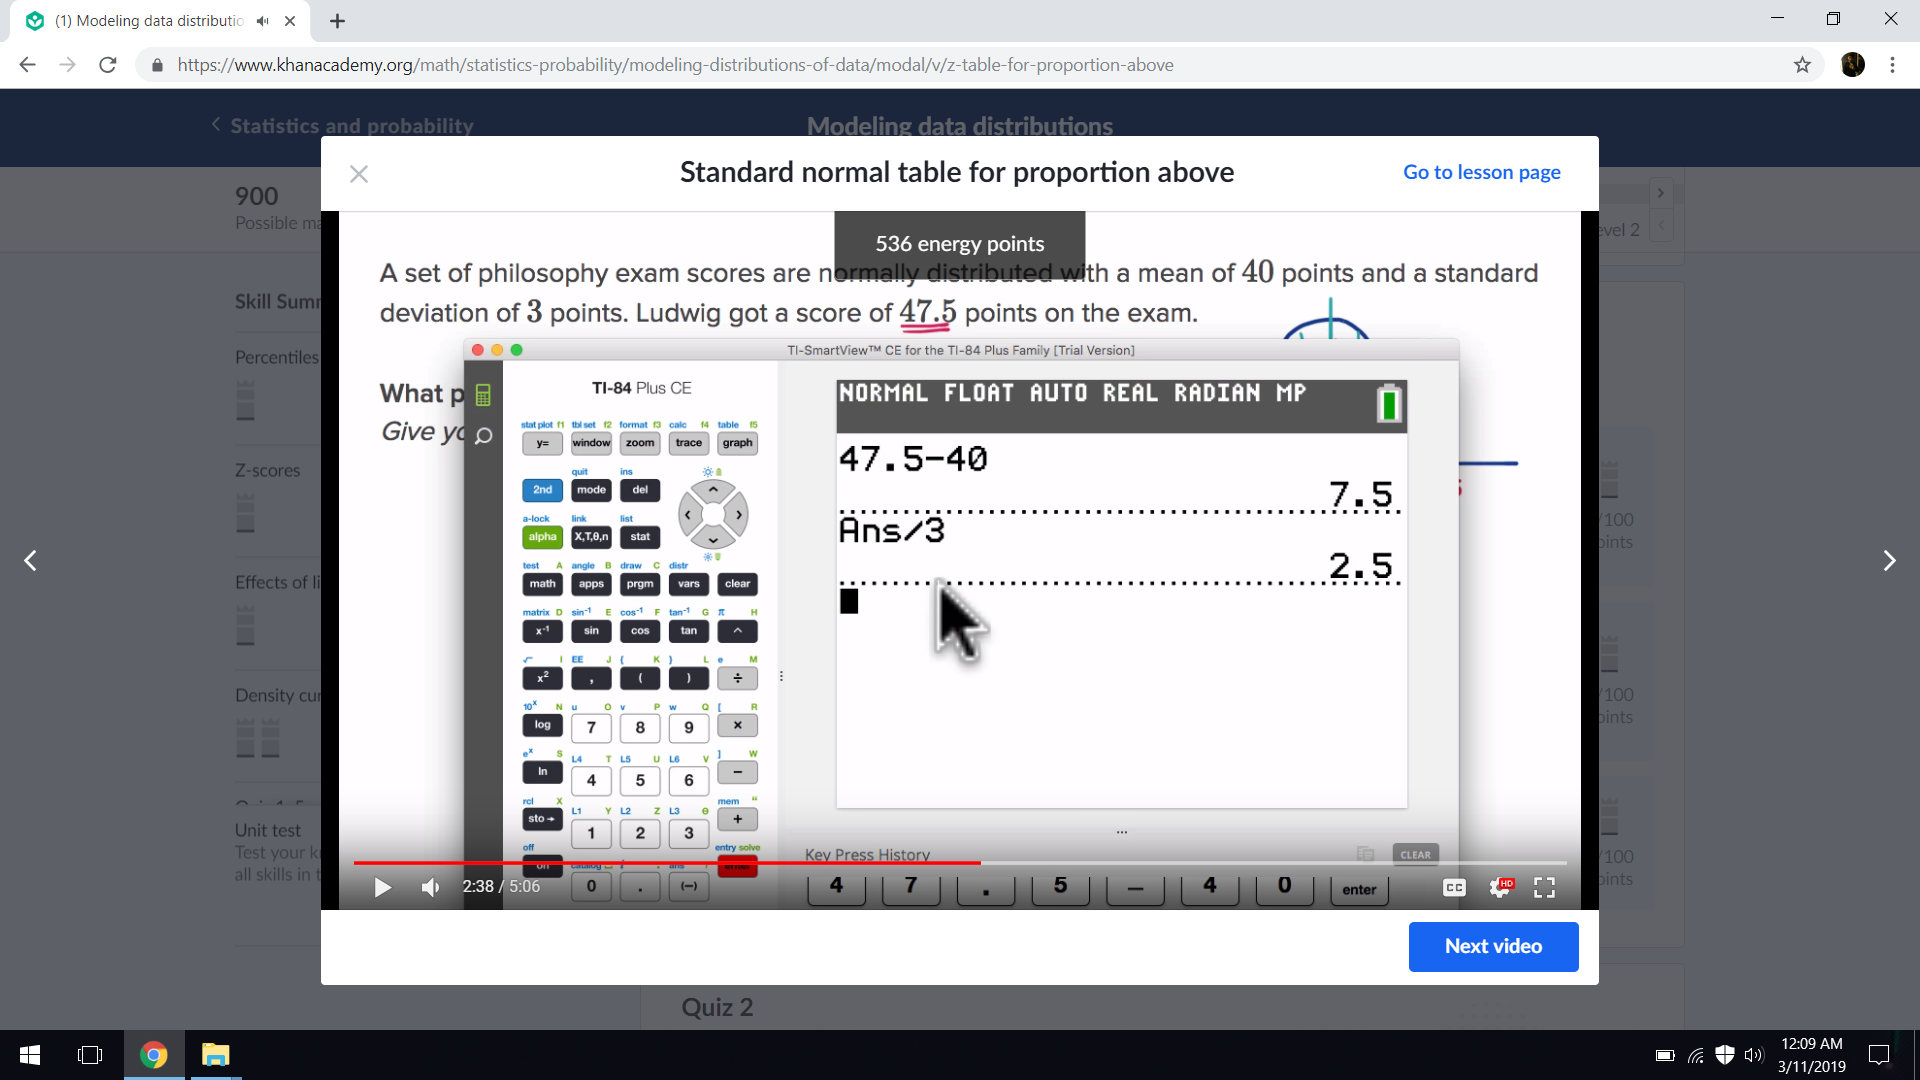 (1) Modeling data distributio
https://www.khanacademy.org/math/statistics-probability/modeling-distributions-of-data/modal/v/z-table-for-proportion-above
Statistics and probability
Modeling data distributions
Standard normal table for proportion above
Go to lesson page
900
Possible ma
evel 2
536 energy points
A set of philosophy exam scores are normally distributed with a mean of 40 points and a standard
deviation of 3 points. Ludwig got a score of 47.5 points on the exam.
Skill Summ
Percentiles
Z-scores
Effects of li
Density cur
Unit test
Test your k
all skills in t
What p
Give yo
TI-SmartView™ CE for the TI-84 Plus Family [Trial Version]
TI-84 Plus CE
stat plot f1 tbl set f2 format f3 calc f4 table f5
y= window zoom trace graph
quit ins
2nd mode del
a-lock link list
alpha X,T,θ,n stat
test A angle B draw C distr
math apps prgm vars clear
matrix D sin⁻¹ E cos⁻¹ F tan⁻¹ G π H
x⁻¹ sin cos tan ^
√ I EE J { K } L e M
x² , ( ) ÷
10ˣ N u O v P w Q [ R
log 7 8 9 ×
eˣ S L4 T L5 U L6 V ] W
ln 4 5 6 −
rcl X L1 Y L2 Z L3 θ mem "
sto→ 1 2 3 +
off catalog i : ans ? entry solve
on 0 . (−) enter
NORMAL FLOAT AUTO REAL RADIAN MP
47.5-40
7.5
Ans/3
2.5
...
Key Press History
CLEAR
4 7 . 5 − 4 0 enter
2:38 / 5:06
CC
HD
/100
oints
/100
oints
/100
oints
Next video
Quiz 2
12:09 AM
3/11/2019